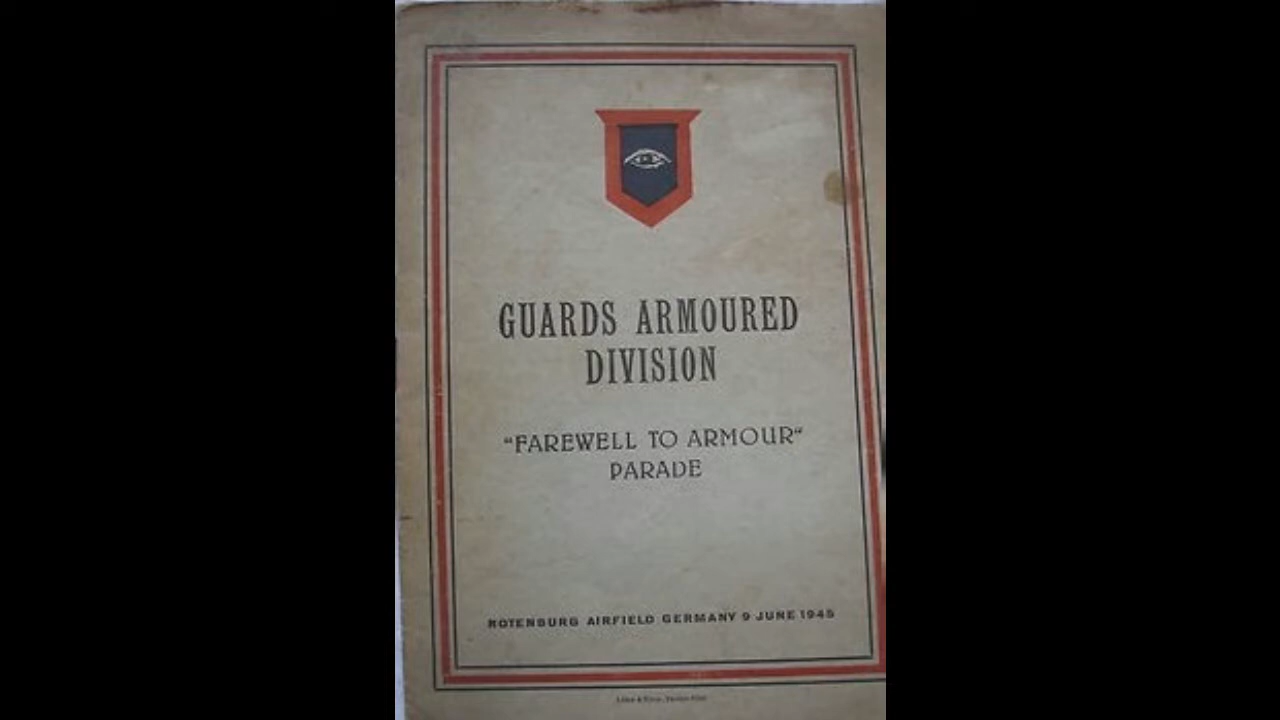 GUARDS ARMOURED
DIVISION
“FAREWELL TO ARMOUR“
PARADE
ROTENBURG AIRFIELD GERMANY 9 JUNE 1945